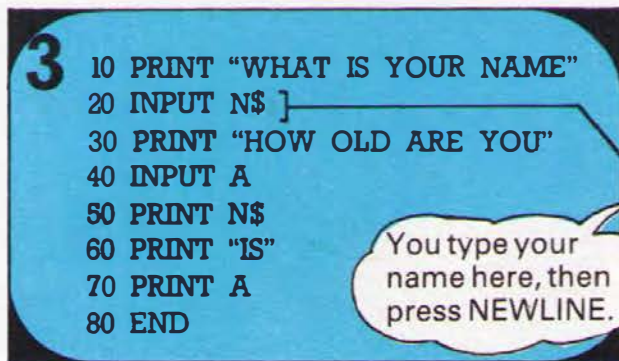 3
10 PRINT “WHAT IS YOUR NAME”
20 INPUT N$
30 PRINT “HOW OLD ARE YOU”
40 INPUT A
50 PRINT N$
60 PRINT “IS”
70 PRINT A
80 END
You type your
name here, then
press NEWLINE.